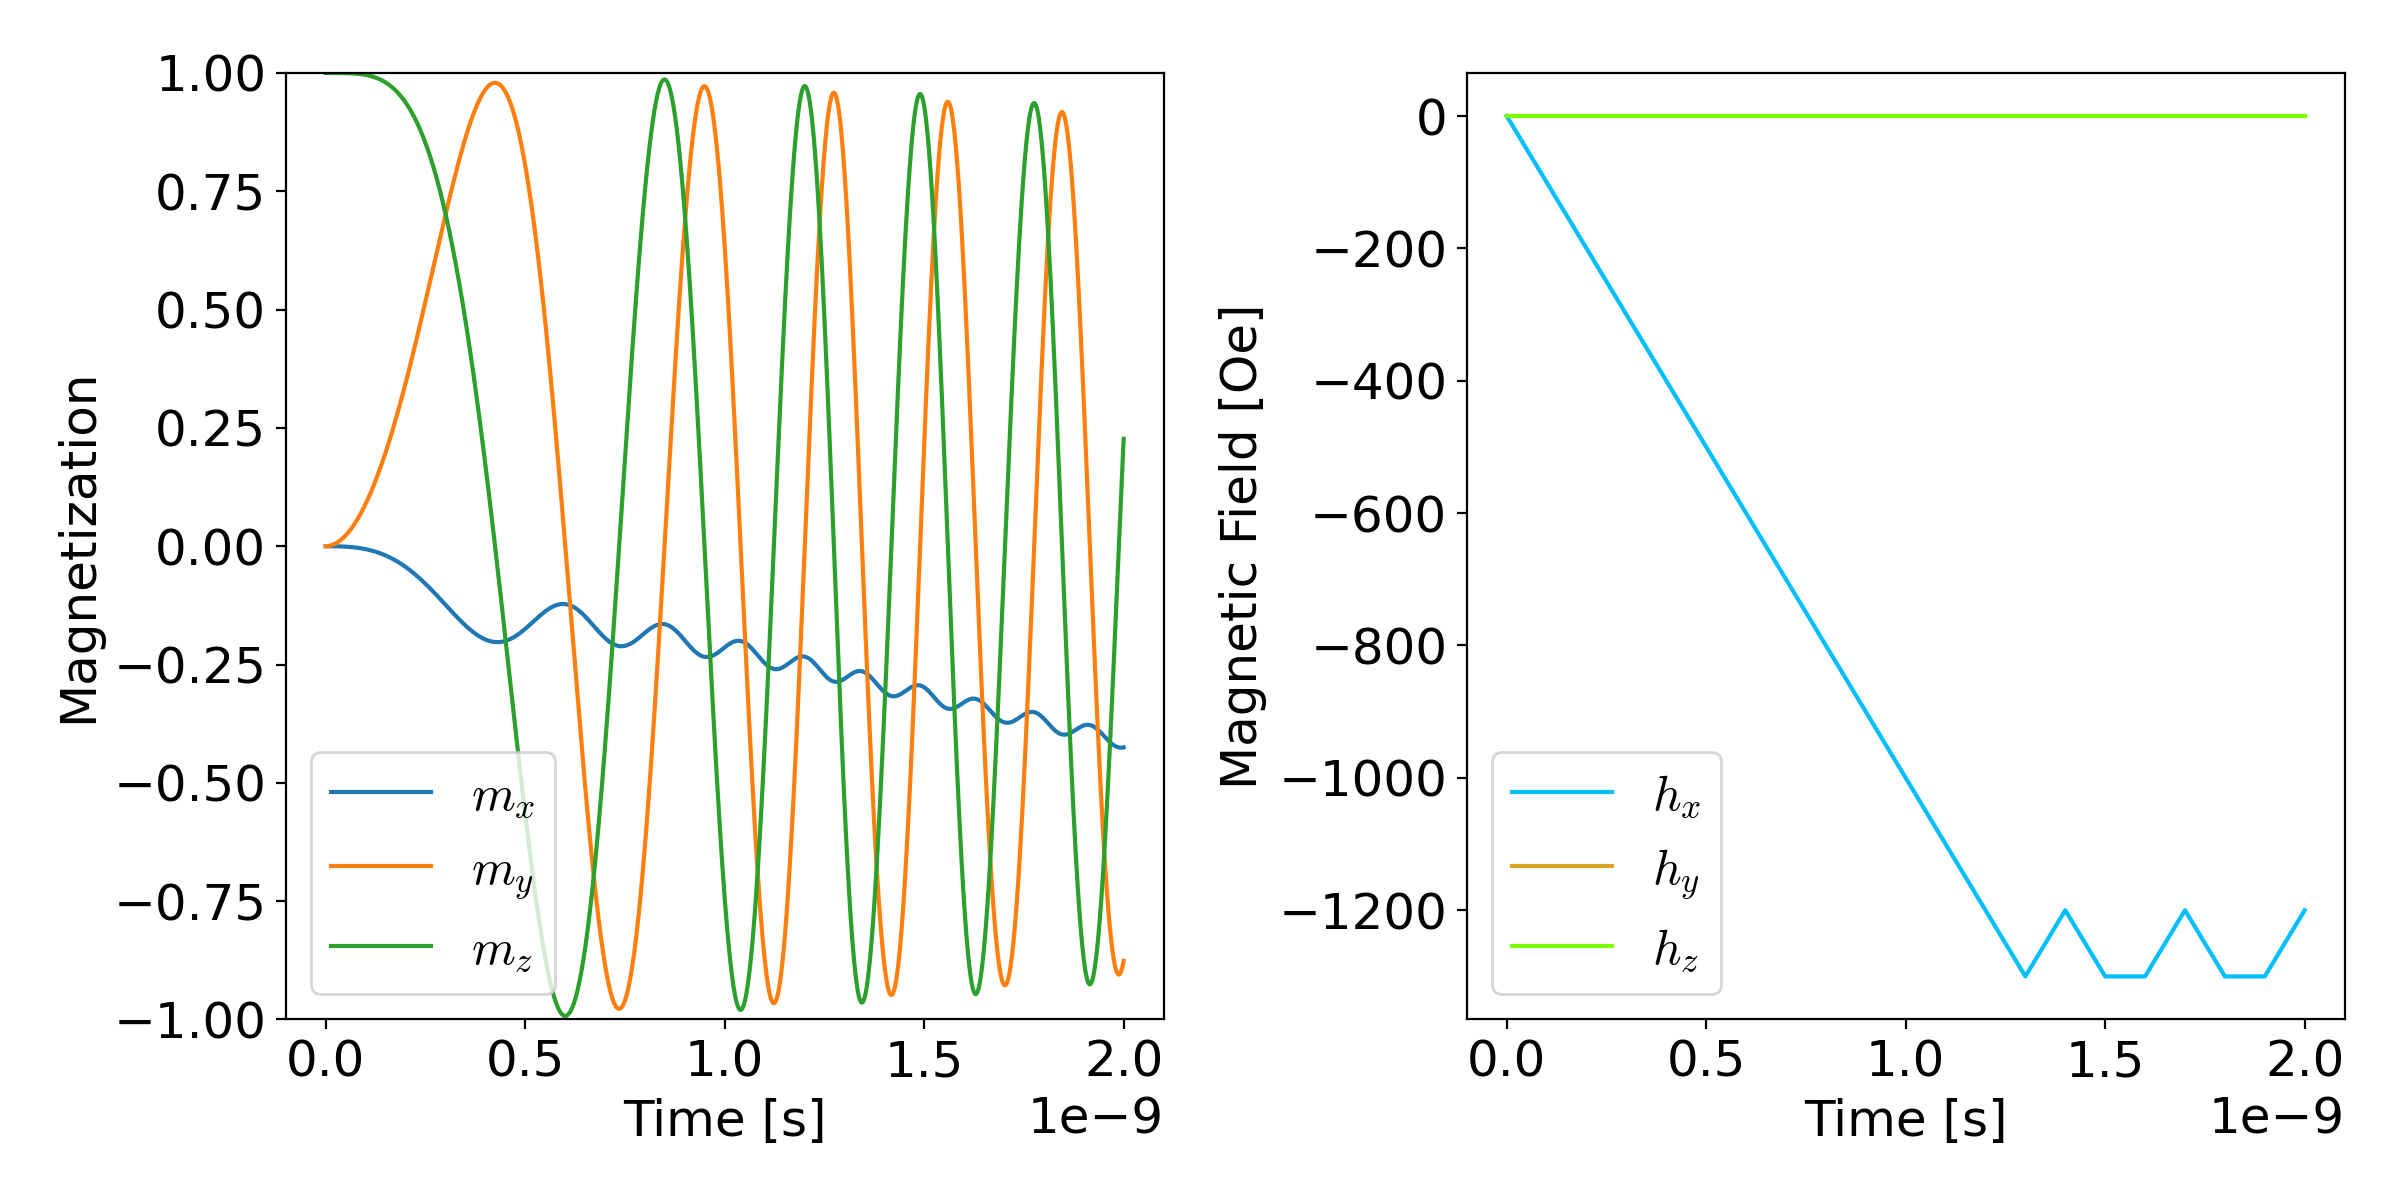 1.00
0.75
0.50
0.25
0.00
−0.25
−0.50
−0.75
−1.00
Magnetization
m_x
m_y
m_z
0.0 0.5 1.0 1.5 2.0
Time [s]
1e−9
0
−200
−400
−600
−800
−1000
−1200
Magnetic Field [Oe]
h_x
h_y
h_z
0.0 0.5 1.0 1.5 2.0
Time [s]
1e−9